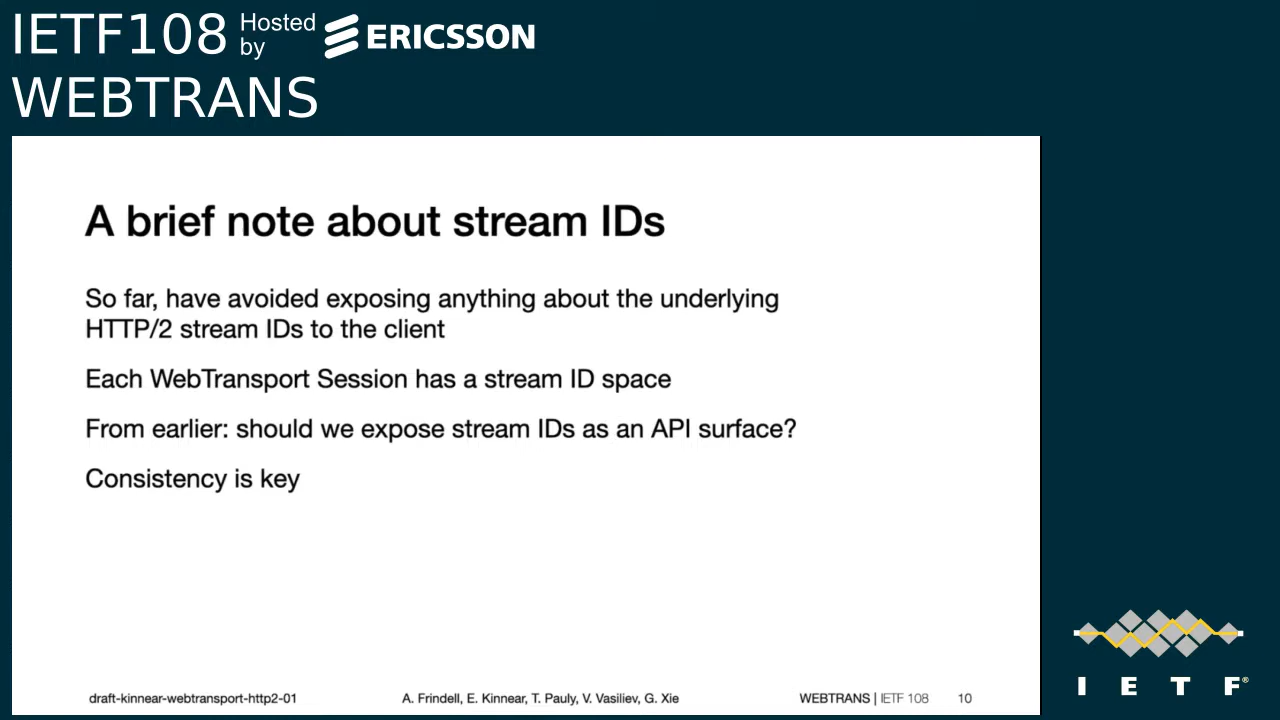 IETF108 Hosted by ERICSSON
WEBTRANS
A brief note about stream IDs
So far, have avoided exposing anything about the underlying
HTTP/2 stream IDs to the client
Each WebTransport Session has a stream ID space
From earlier: should we expose stream IDs as an API surface?
Consistency is key
draft-kinnear-webtransport-http2-01
A. Frindell, E. Kinnear, T. Pauly, V. Vasiliev, G. Xie
WEBTRANS | IETF 108
10
I E T F®